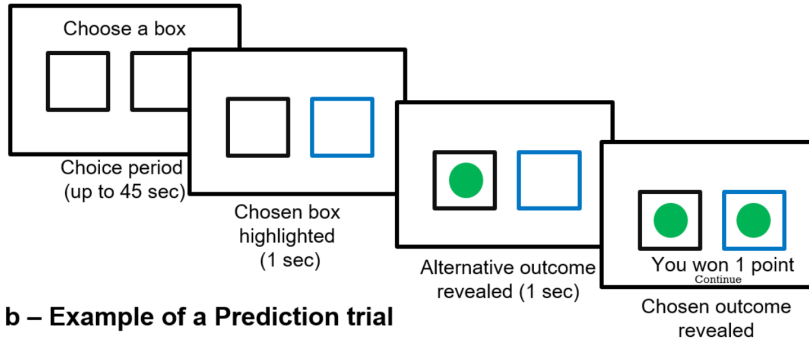 Choose a box
Choice period
(up to 45 sec)
Chosen box
highlighted
(1 sec)
Alternative outcome
revealed (1 sec)
You won 1 point
Continue
Chosen outcome
revealed
b – Example of a Prediction trial